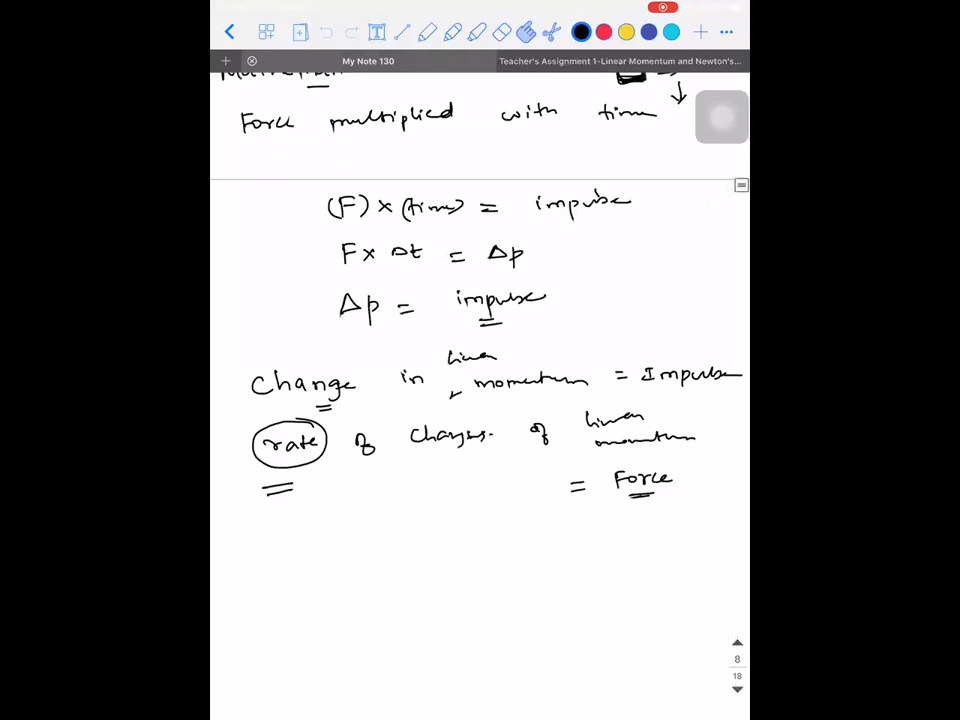 My Note 130
Teacher's Assignment 1-Linear Momentum and Newton's...
Force multiplied with time
(F) × (time) = impulse
F × Δt = Δp
Δp = impulse
linear
Change in momentum = Impulse
rate of changes of linear
momentum
= Force
8
18